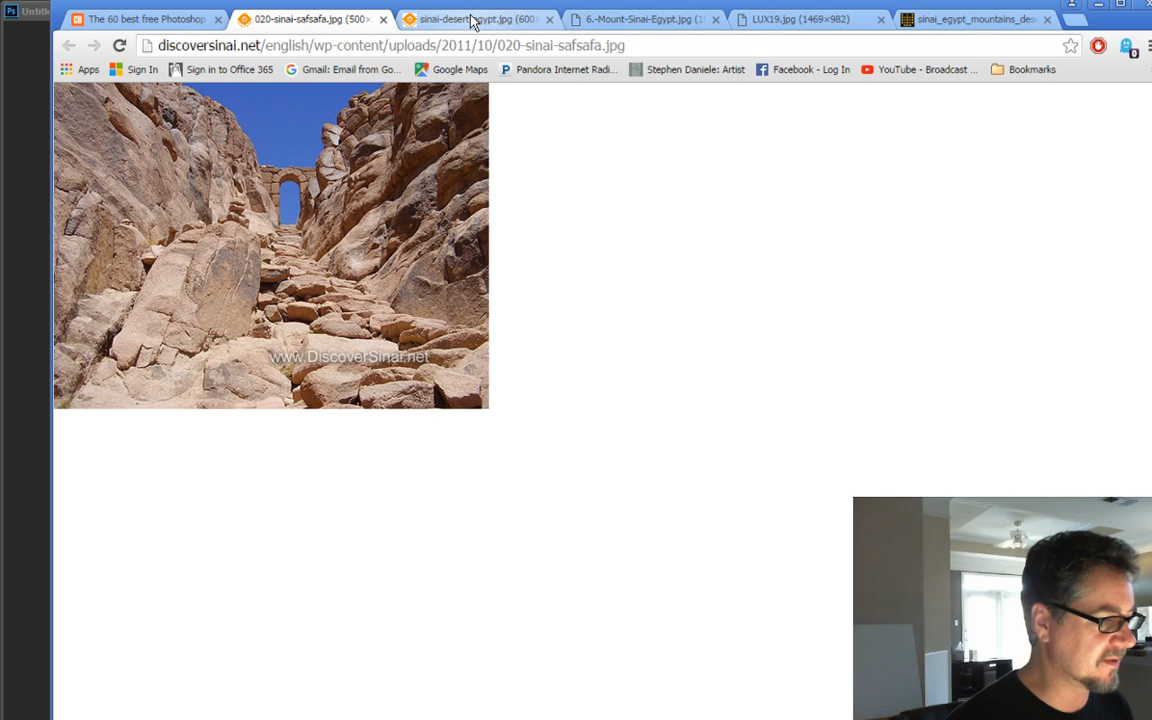 Ps Untitl
The 60 best free Photoshop
020-sinai-safsafa.jpg (500×
sinai-desert-egypt.jpg (600
6.-Mount-Sinai-Egypt.jpg (1
LUX19.jpg (1469×982)
sinai_egypt_mountains_des
discoversinai.net/english/wp-content/uploads/2011/10/020-sinai-safsafa.jpg
Apps Sign In Sign in to Office 365 Gmail: Email from Go... Google Maps Pandora Internet Radi... Stephen Daniele: Artist Facebook - Log In YouTube - Broadcast ... Bookmarks
www.DiscoverSinai.net